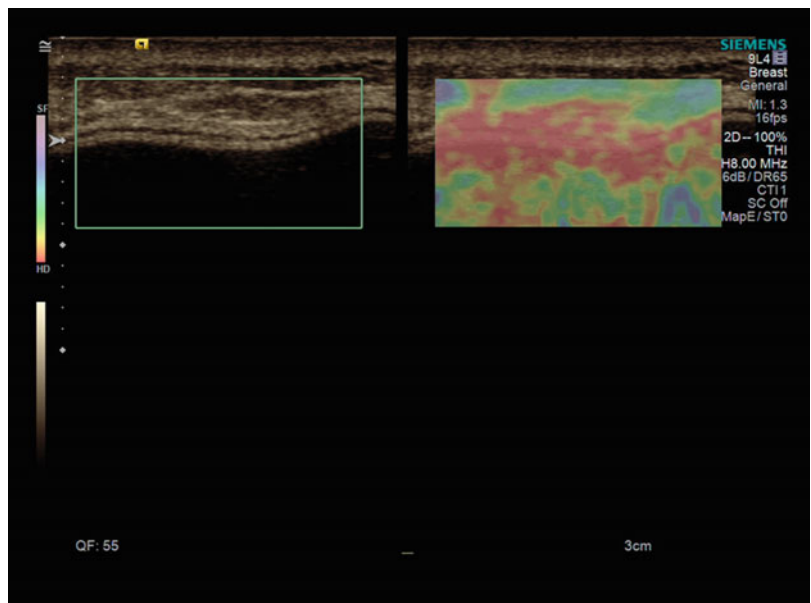 SIEMENS
9L4
Breast
General
MI: 1.3
16fps
2D--100%
THI
H8.00 MHz
6dB/DR65
CTI 1
SC Off
MapE/ST0
SF
HD
QF: 55
3cm